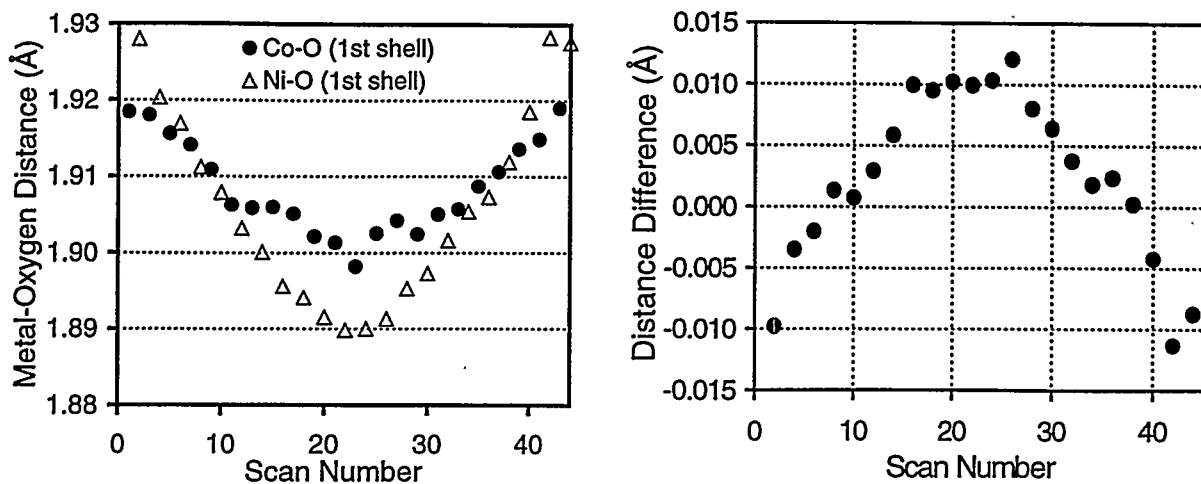 Metal-Oxygen Distance (Å)
1.93
1.92
1.91
1.90
1.89
1.88
Co-O (1st shell)
Ni-O (1st shell)
0 10 20 30 40
Scan Number
Distance Difference (Å)
0.015
0.010
0.005
0.000
-0.005
-0.010
-0.015
0 10 20 30 40
Scan Number